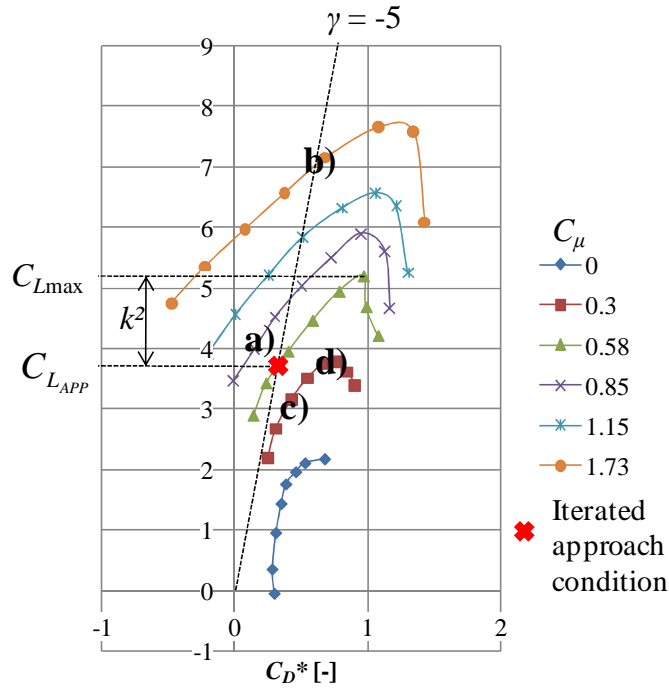 γ = -5
9
8
7
6
5
4
3
2
1
0
-1
-1
0
1
2
C_D* [-]
C_Lmax
k²
C_L_APP
a)
b)
c)
d)
C_μ
0
0.3
0.58
0.85
1.15
1.73
Iterated
approach
condition